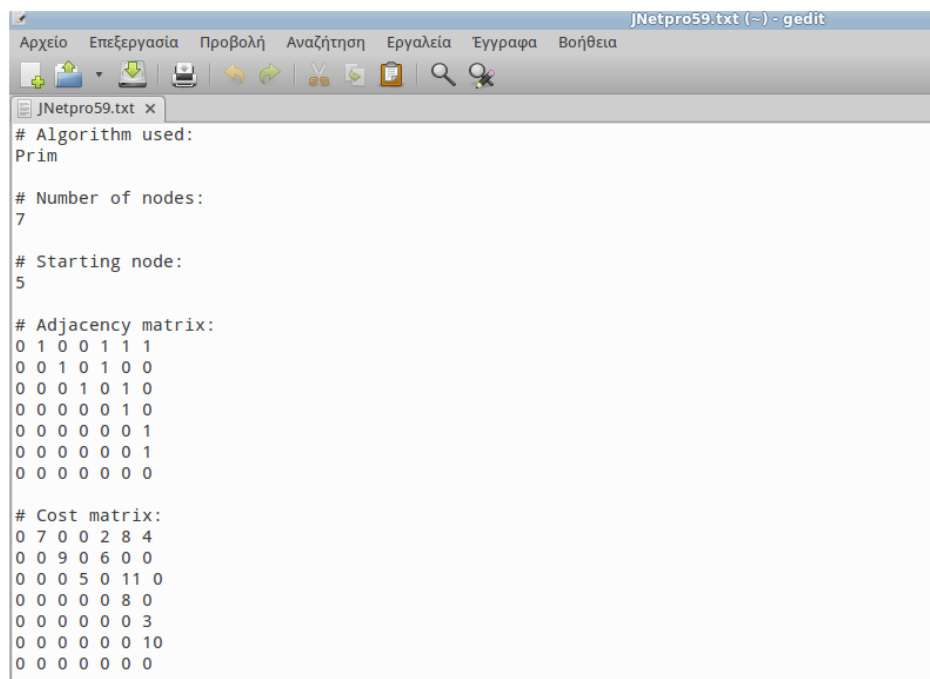 JNetpro59.txt (~) - gedit
Αρχείο Επεξεργασία Προβολή Αναζήτηση Εργαλεία Έγγραφα Βοήθεια
JNetpro59.txt ×
# Algorithm used:
Prim
# Number of nodes:
7
# Starting node:
5
# Adjacency matrix:
0 1 0 0 1 1 1
0 0 1 0 1 0 0
0 0 0 1 0 1 0
0 0 0 0 0 1 0
0 0 0 0 0 0 1
0 0 0 0 0 0 1
0 0 0 0 0 0 0
# Cost matrix:
0 7 0 0 2 8 4
0 0 9 0 6 0 0
0 0 0 5 0 11 0
0 0 0 0 0 8 0
0 0 0 0 0 0 3
0 0 0 0 0 0 10
0 0 0 0 0 0 0